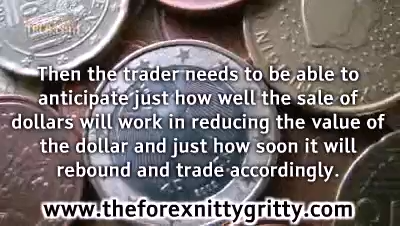 Then the trader needs to be able to
anticipate just how well the sale of
dollars will work in reducing the value of
the dollar and just how soon it will
rebound and trade accordingly.
www.theforexnittygritty.com